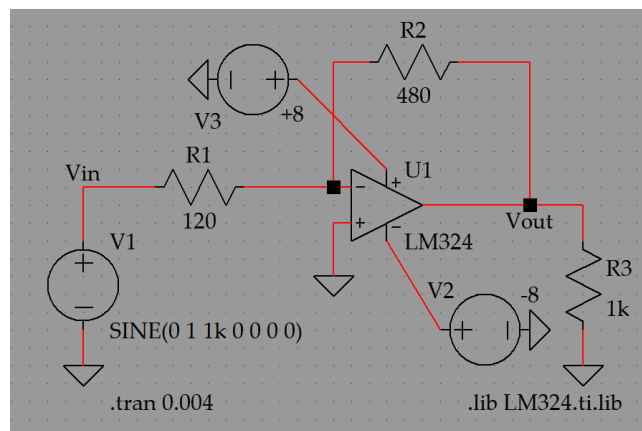 R2
480
V3
+8
Vin
R1
120
U1
LM324
Vout
V1
V2
-8
R3
1k
SINE(0 1 1k 0 0 0 0)
.tran 0.004
.lib LM324.ti.lib